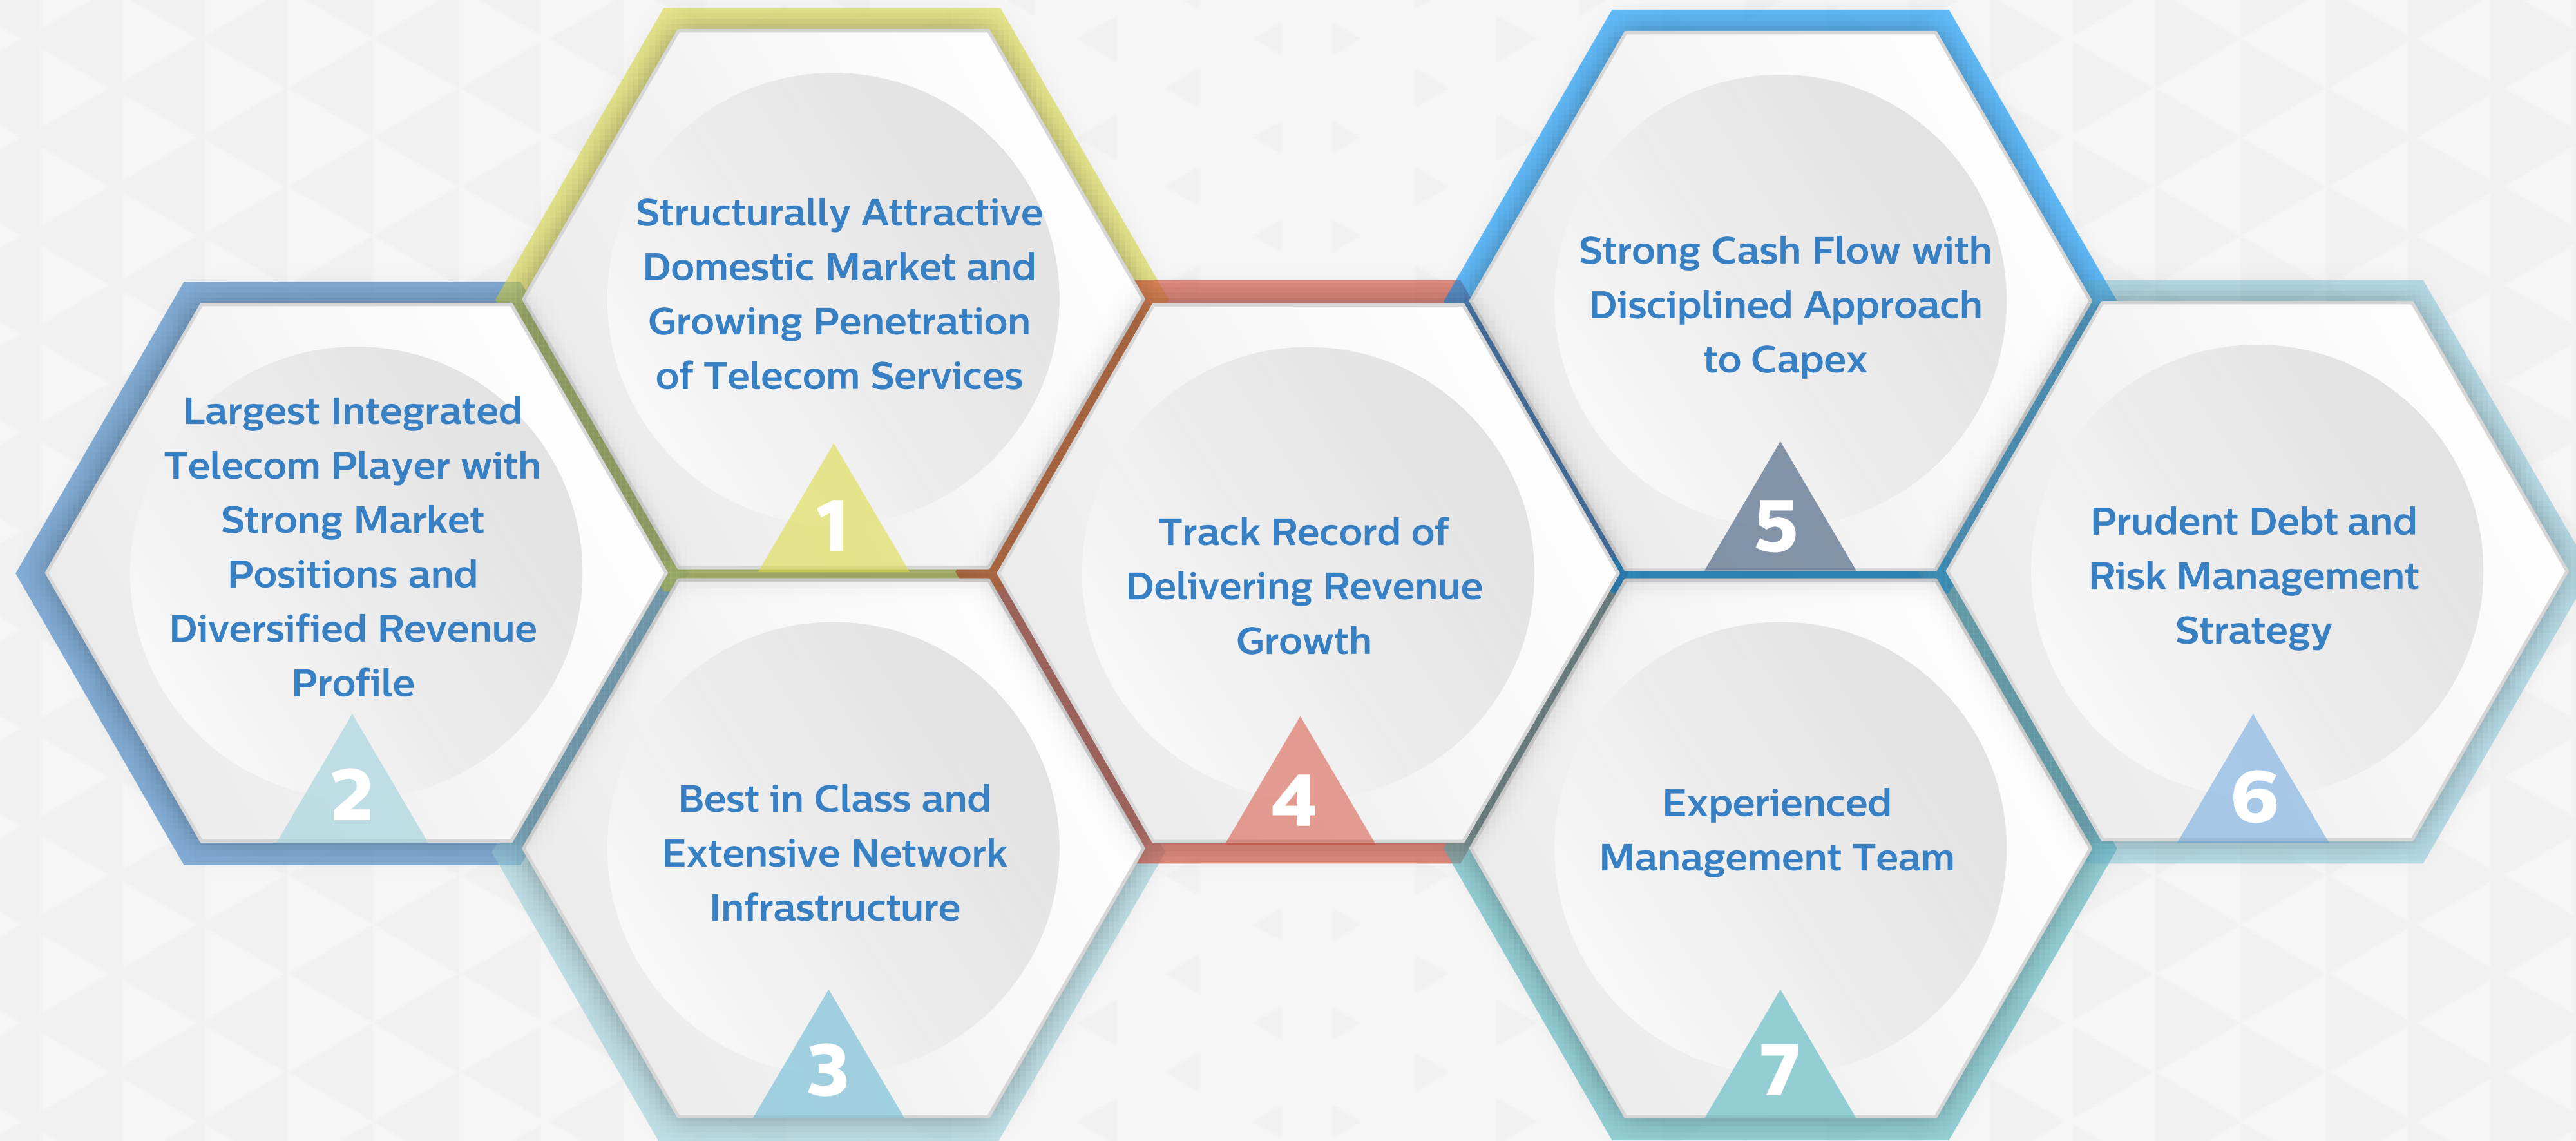 Structurally Attractive
Domestic Market and
Growing Penetration
of Telecom Services
1
Largest Integrated
Telecom Player with
Strong Market
Positions and
Diversified Revenue
Profile
2
Best in Class and
Extensive Network
Infrastructure
3
Track Record of
Delivering Revenue
Growth
4
Strong Cash Flow with
Disciplined Approach
to Capex
5
Prudent Debt and
Risk Management
Strategy
6
Experienced
Management Team
7